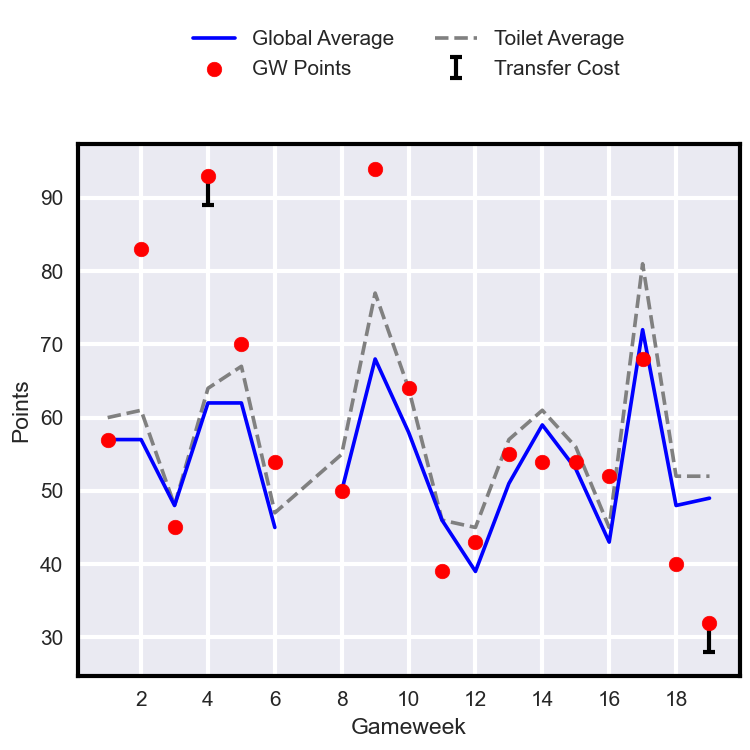 Global Average
Toilet Average
GW Points
Transfer Cost
90
80
70
60
50
40
30
Points
2 4 6 8 10 12 14 16 18
Gameweek